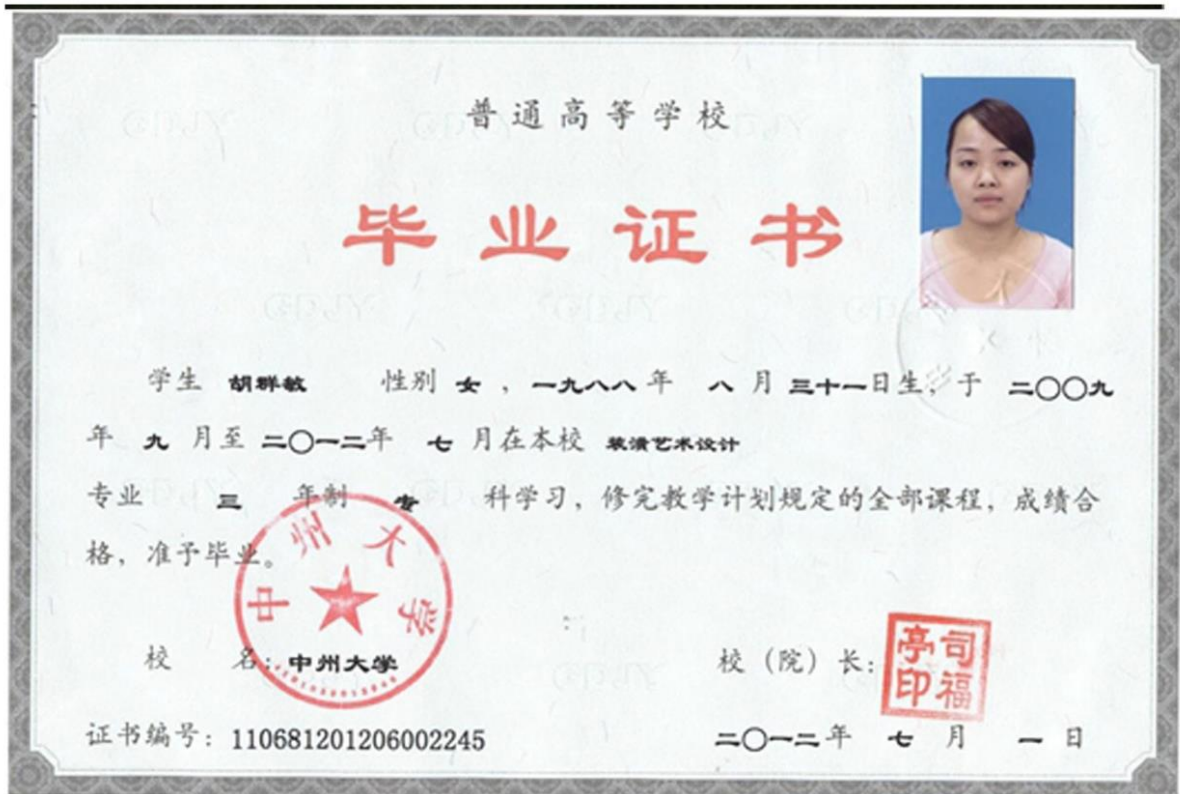 普通高等学校
毕业证书
学生 胡群敏 性别 女，一九八八年 八月三十一日生，于 二〇〇九
年 九 月至 二〇一二年 七 月在本校 装潢艺术设计
专业 三 年制 专 科学习，修完教学计划规定的全部课程，成绩合
格，准予毕业。
中州大学
校 名：中州大学
校（院）长：
司福亭印
证书编号：110681201206002245
二〇一二年 七 月 一 日